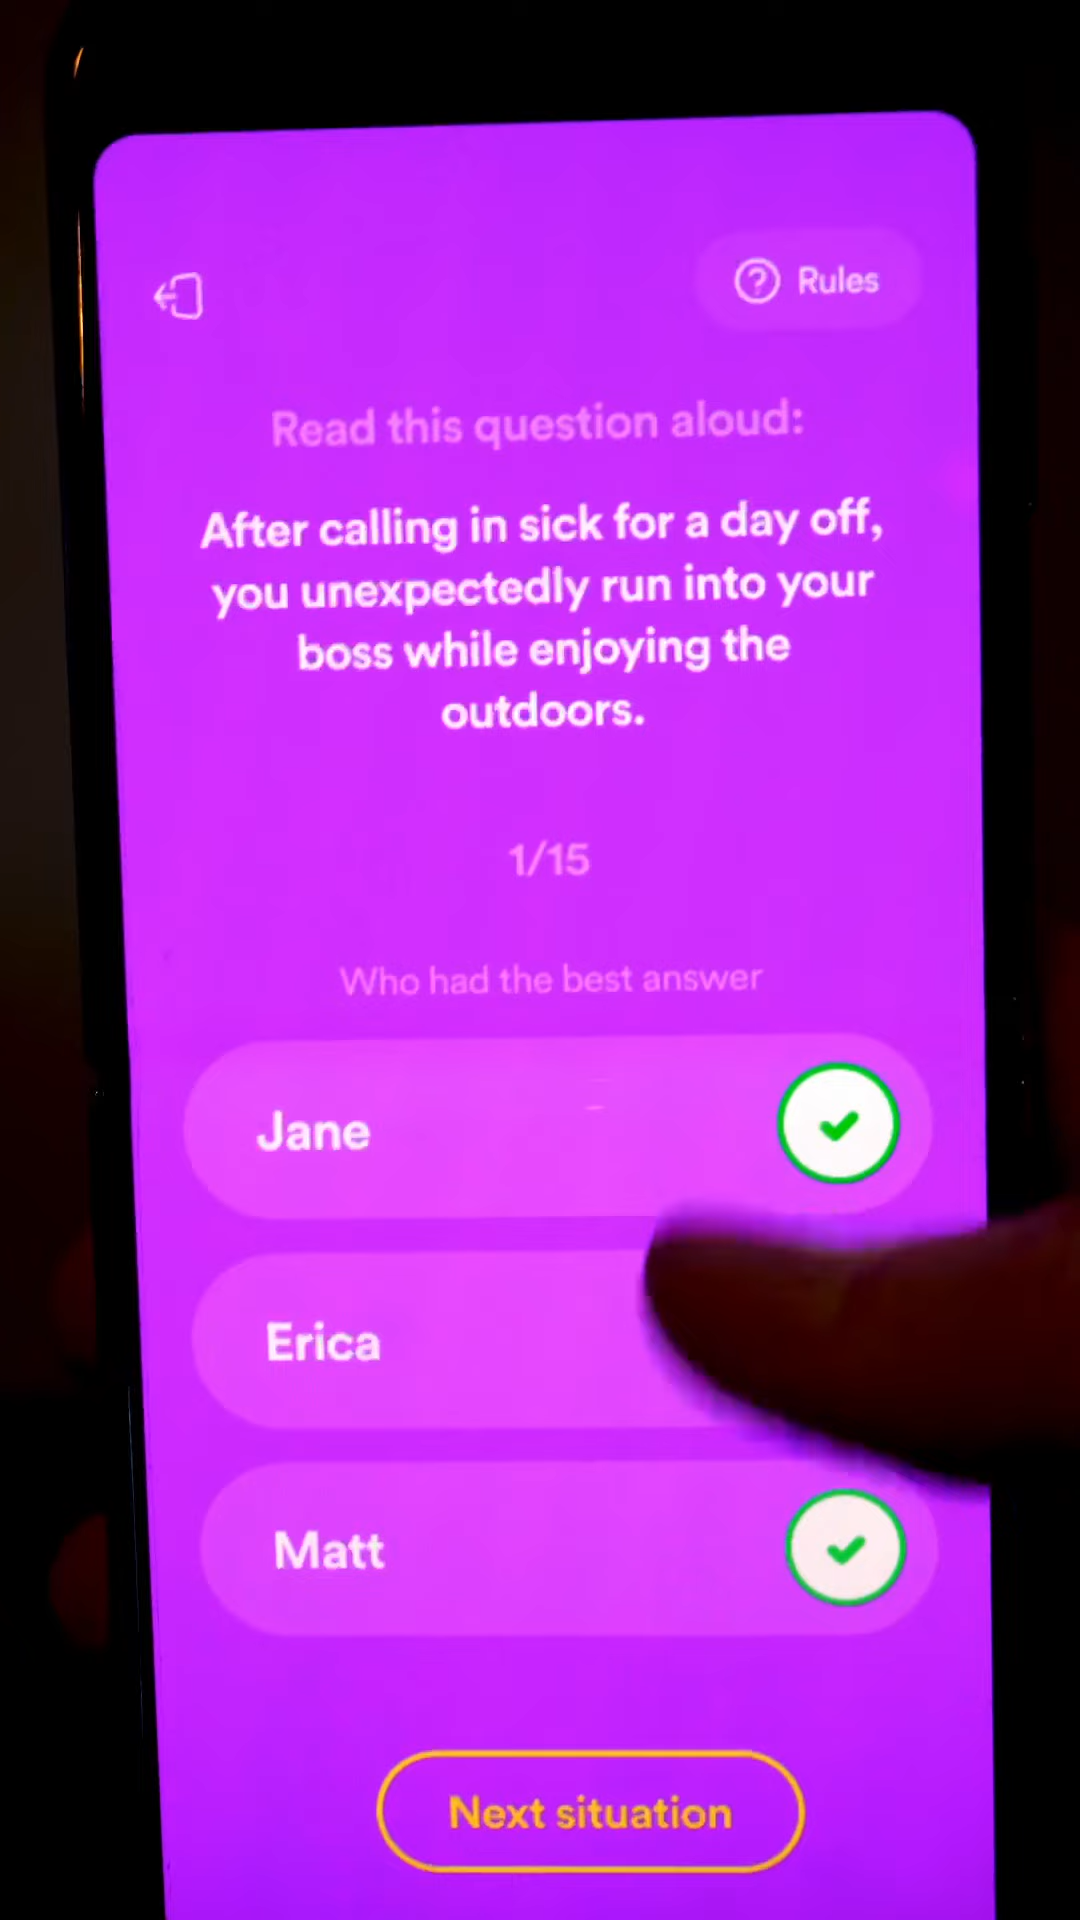 Rules
Read this question aloud:
After calling in sick for a day off,
you unexpectedly run into your
boss while enjoying the
outdoors.
1/15
Who had the best answer
Jane
Erica
Matt
Next situation